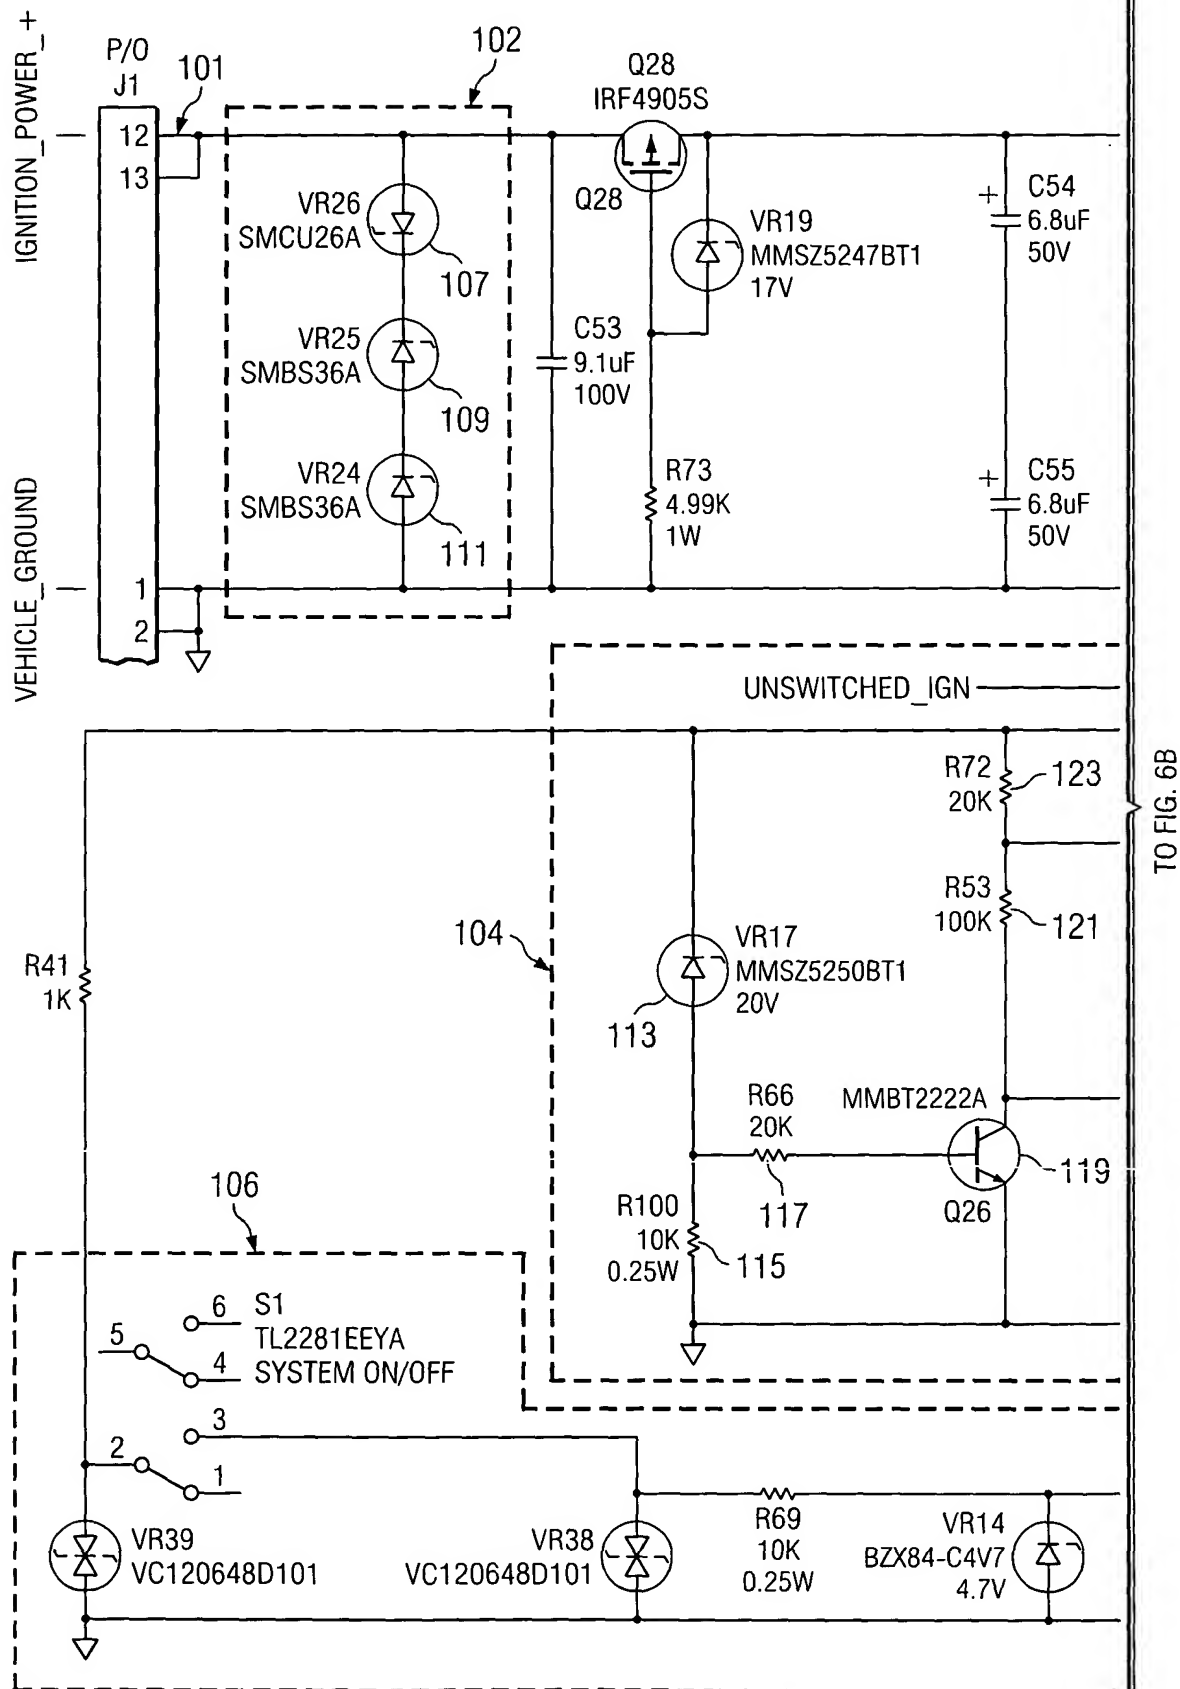 IGNITION_POWER_+
P/O
J1
101
102
12
13
VR26
SMCU26A
107
VR25
SMBS36A
109
VR24
SMBS36A
111
C53
9.1uF
100V
Q28
IRF4905S
Q28
VR19
MMSZ5247BT1
17V
R73
4.99K
1W
C54
+
6.8uF
50V
C55
+
6.8uF
50V
VEHICLE_GROUND
1
2
UNSWITCHED_IGN
R72
20K
123
R53
100K
121
TO FIG. 6B
104
VR17
MMSZ5250BT1
20V
113
R41
1K
R66
20K
117
MMBT2222A
119
Q26
R100
10K
0.25W
115
106
6
5
4
S1
TL2281EEYA
SYSTEM ON/OFF
3
2
1
VR39
VC120648D101
VR38
VC120648D101
R69
10K
0.25W
VR14
BZX84-C4V7
4.7V